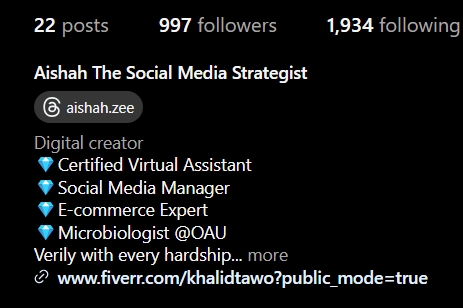 22 posts 997 followers 1,934 following
Aishah The Social Media Strategist
aishah.zee
Digital creator
💎 Certified Virtual Assistant
💎 Social Media Manager
💎 E-commerce Expert
💎 Microbiologist @OAU
Verily with every hardship... more
www.fiverr.com/khalidtawo?public_mode=true